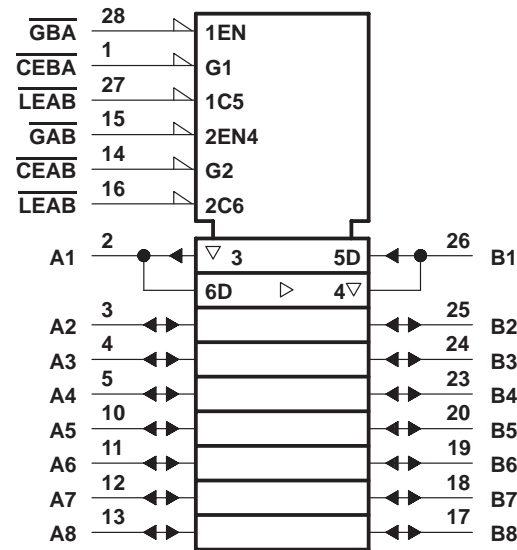 GBA 28 1EN
CEBA 1 G1
LEAB 27 1C5
GAB 15 2EN4
CEAB 14 G2
LEAB 16 2C6
A1 2 ▽ 3 5D 26 B1
6D ▷ 4▽
A2 3 25 B2
A3 4 24 B3
A4 5 23 B4
A5 10 20 B5
A6 11 19 B6
A7 12 18 B7
A8 13 17 B8